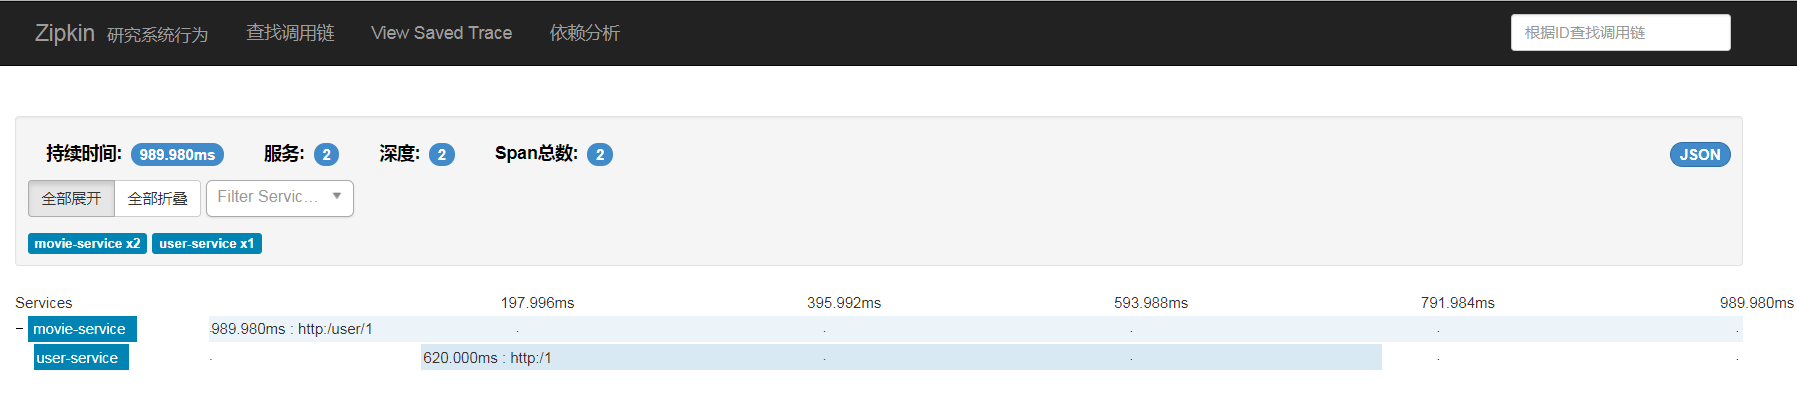 Zipkin 研究系统行为 查找调用链 View Saved Trace 依赖分析 根据ID查找调用链
持续时间: 989.980ms 服务: 2 深度: 2 Span总数: 2 JSON
全部展开 全部折叠 Filter Servic…
movie-service x2 user-service x1
Services 197.996ms 395.992ms 593.988ms 791.984ms 989.980ms
− movie-service 989.980ms : http:/user/1
user-service 620.000ms : http:/1